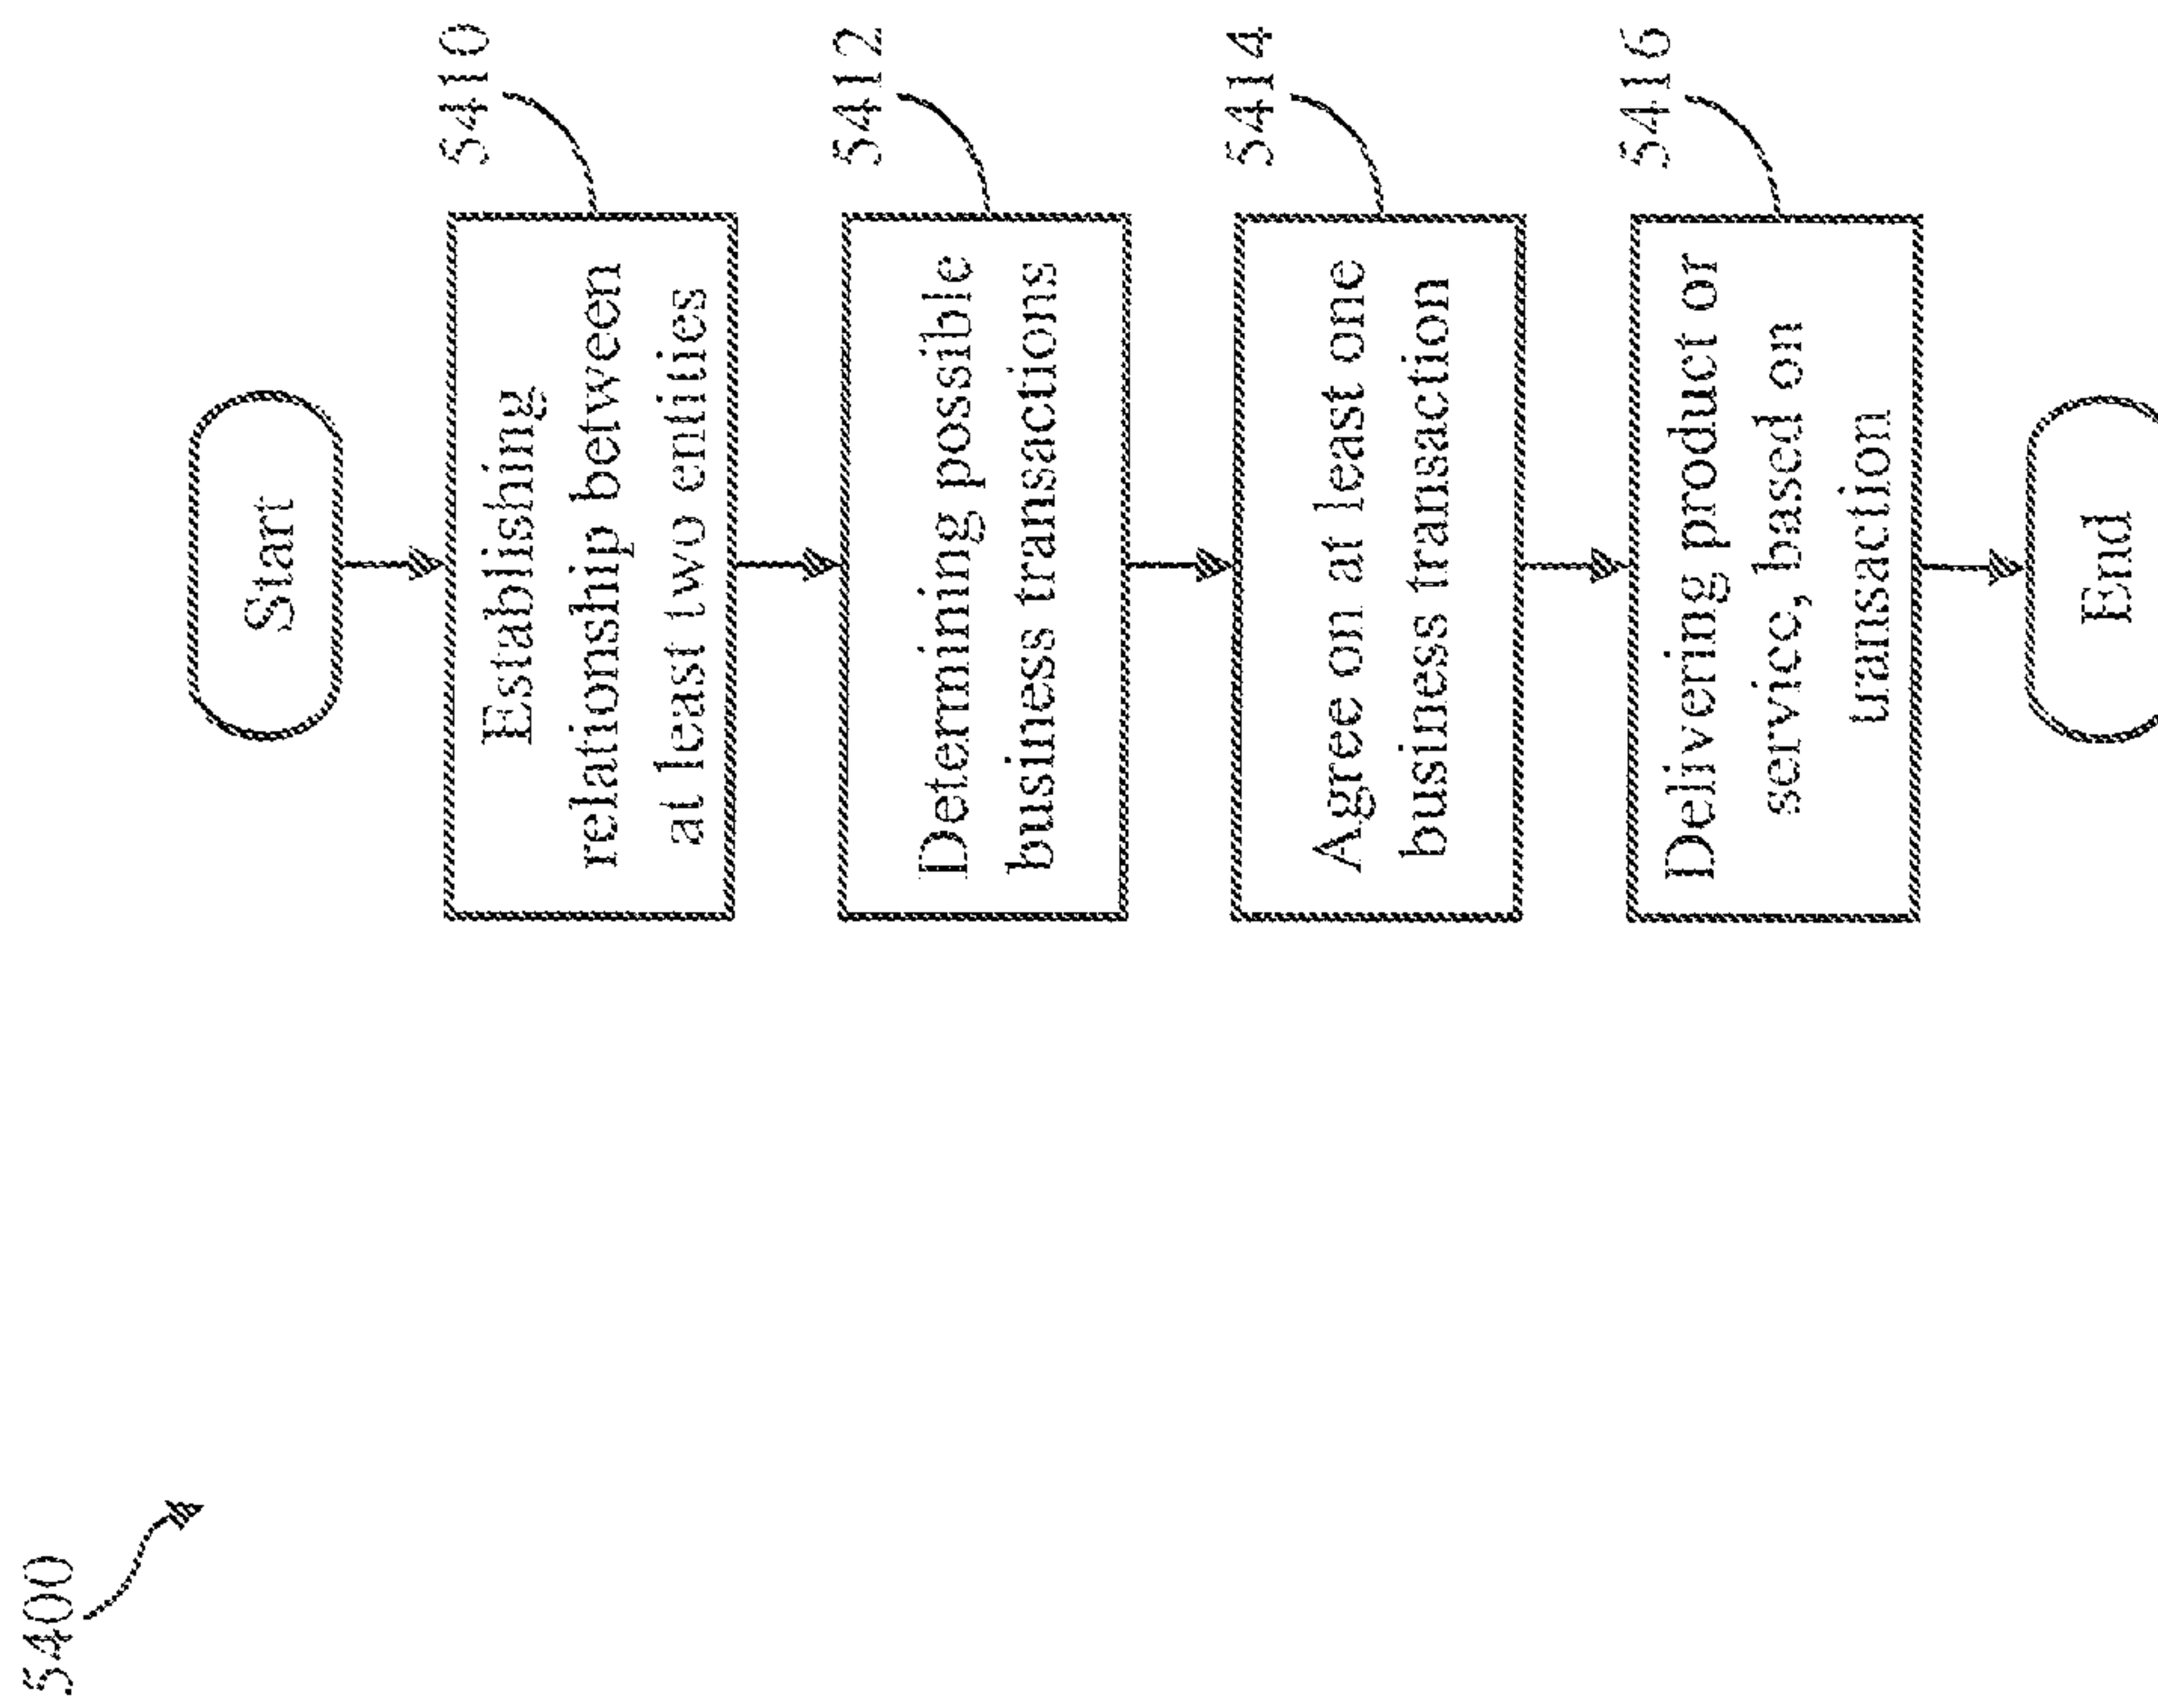 5400
Start
Establishing
relationship between
at least two entities
5410
Determining possible
business transactions
5412
Agree on at least one
business transaction
5414
Delivering product or
service, based on
transaction
5416
End